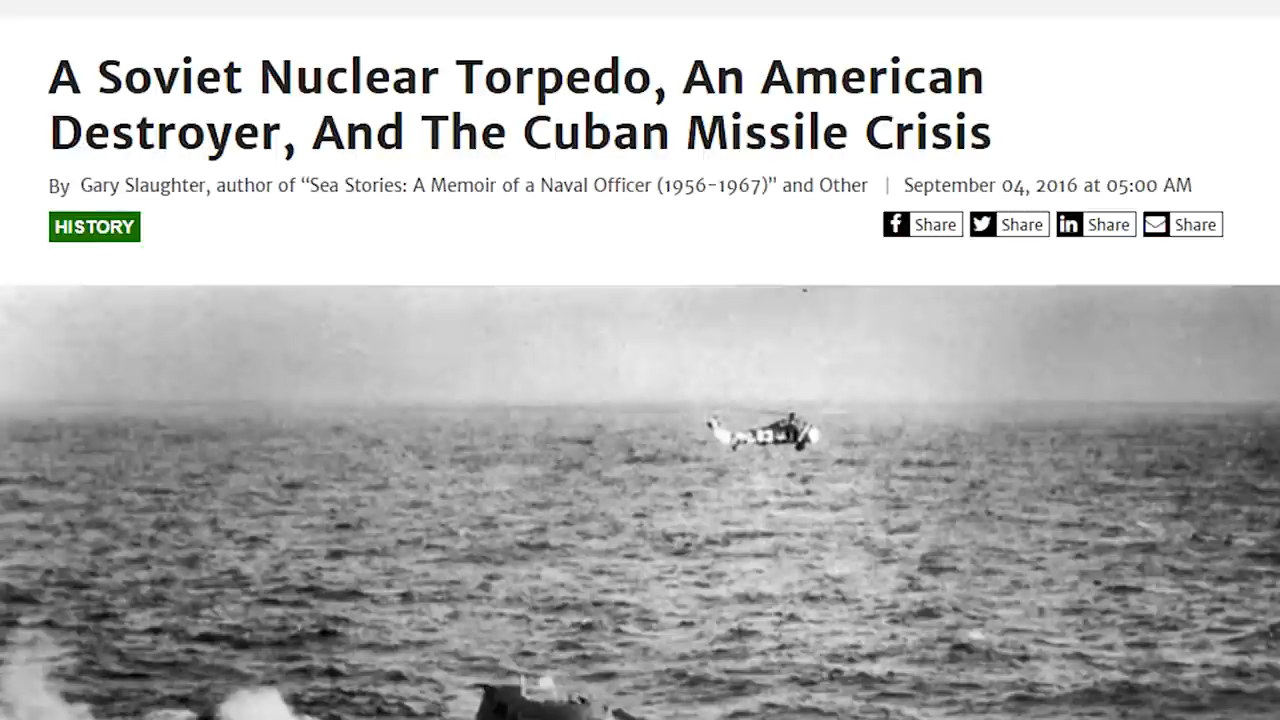 A Soviet Nuclear Torpedo, An American
Destroyer, And The Cuban Missile Crisis
By Gary Slaughter, author of “Sea Stories: A Memoir of a Naval Officer (1956-1967)” and Other | September 04, 2016 at 05:00 AM
HISTORY
Share Share Share Share